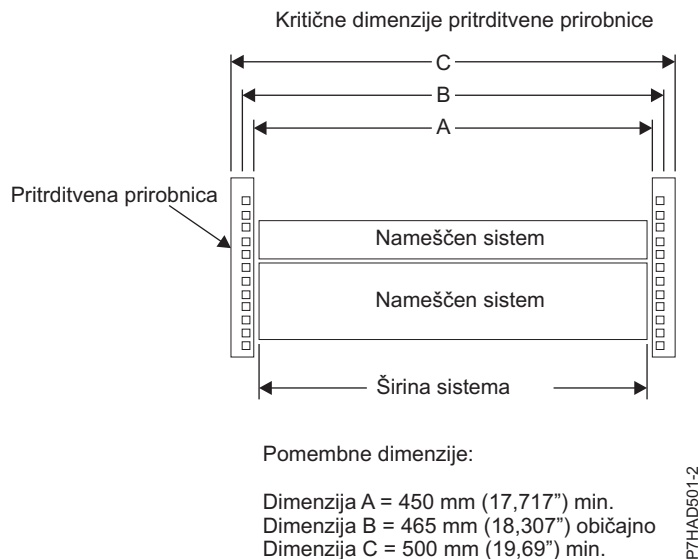 Kritične dimenzije pritrditvene prirobnice
C
B
A
Pritrditvena prirobnica
Nameščen sistem
Nameščen sistem
Širina sistema
Pomembne dimenzije:
Dimenzija A = 450 mm (17,717”) min.
Dimenzija B = 465 mm (18,307”) običajno
Dimenzija C = 500 mm (19,69”) min.
P7HAD501-2